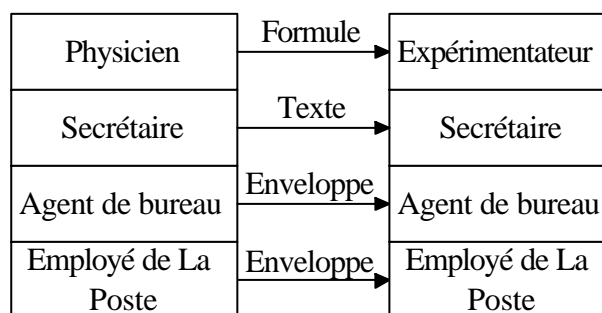 Physicien
Formule
Expérimentateur
Secrétaire
Texte
Secrétaire
Agent de bureau
Enveloppe
Agent de bureau
Employé de La
Poste
Enveloppe
Employé de La
Poste